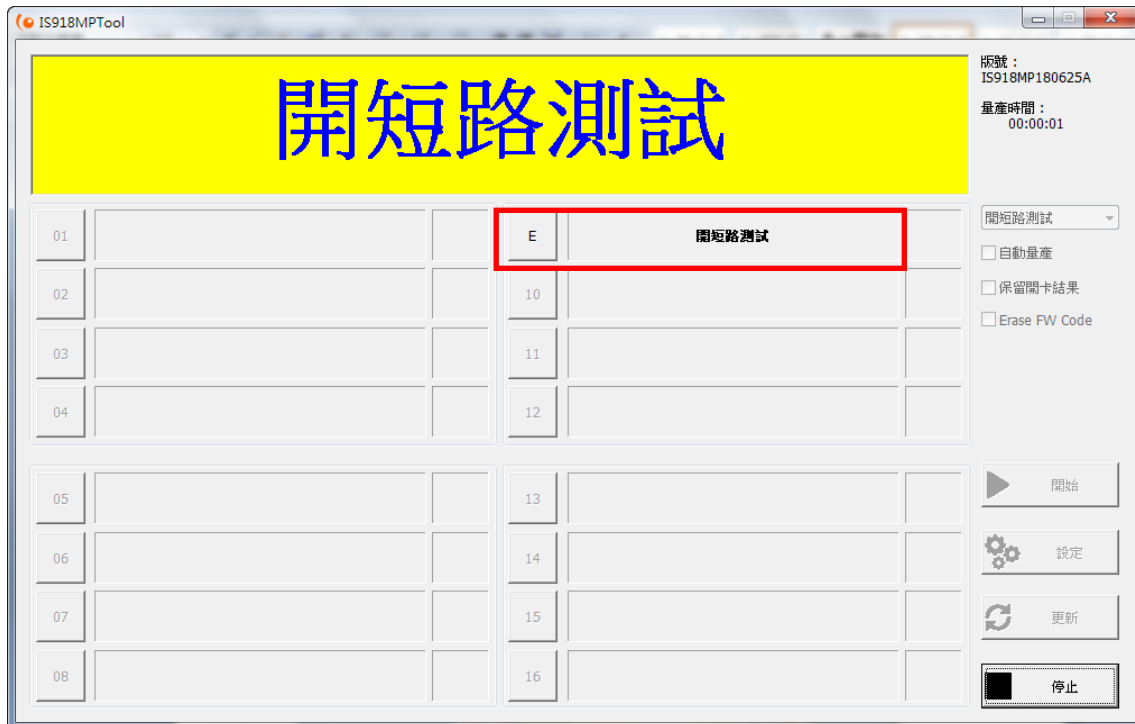 IS918MPTool
開短路測試
版號：
IS918MP180625A
量產時間：
00:00:01
01
E
開短路測試
02
10
03
11
04
12
開短路測試
自動量產
保留開卡結果
Erase FW Code
05
13
06
14
07
15
08
16
開始
設定
更新
停止